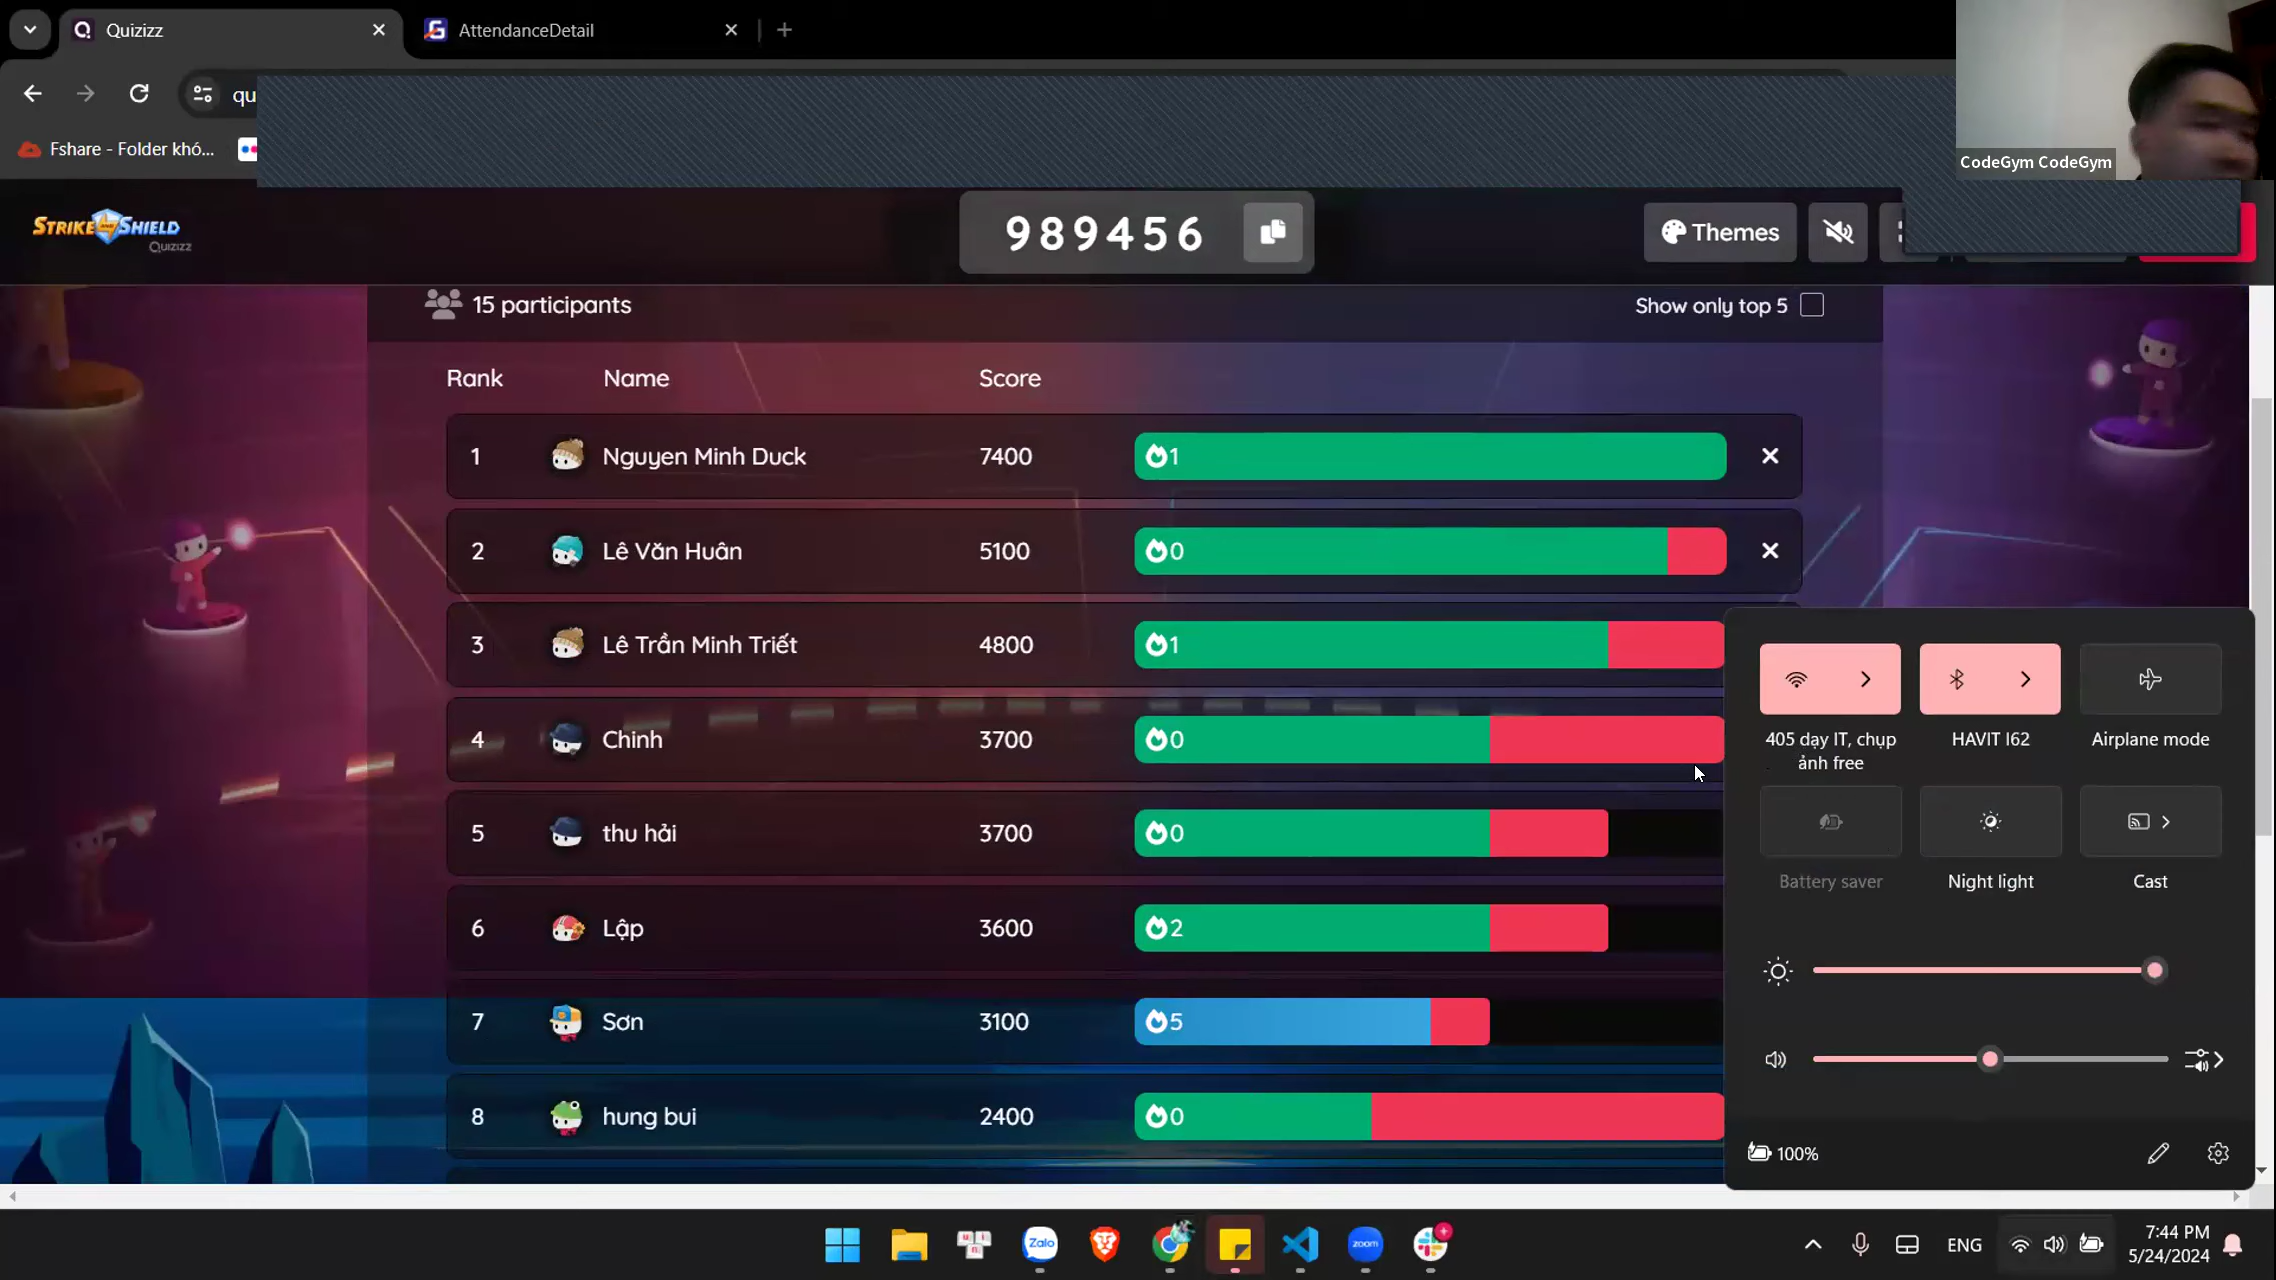 Quizizz
AttendanceDetail
qu
Fshare - Folder khó...
CodeGym CodeGym
STRIKE AND SHIELD
QUIZIZZ
989456
Themes
15 participants
Show only top 5
Rank Name Score
1 Nguyen Minh Duck 7400 1
2 Lê Văn Huân 5100 0
3 Lê Trần Minh Triết 4800 1
4 Chinh 3700 0
5 thu hải 3700 0
6 Lập 3600 2
7 Sơn 3100 5
8 hung bui 2400 0
405 dạy IT, chụp
ảnh free
HAVIT I62
Airplane mode
Battery saver
Night light
Cast
100%
Zalo
zoom
ENG
7:44 PM
5/24/2024